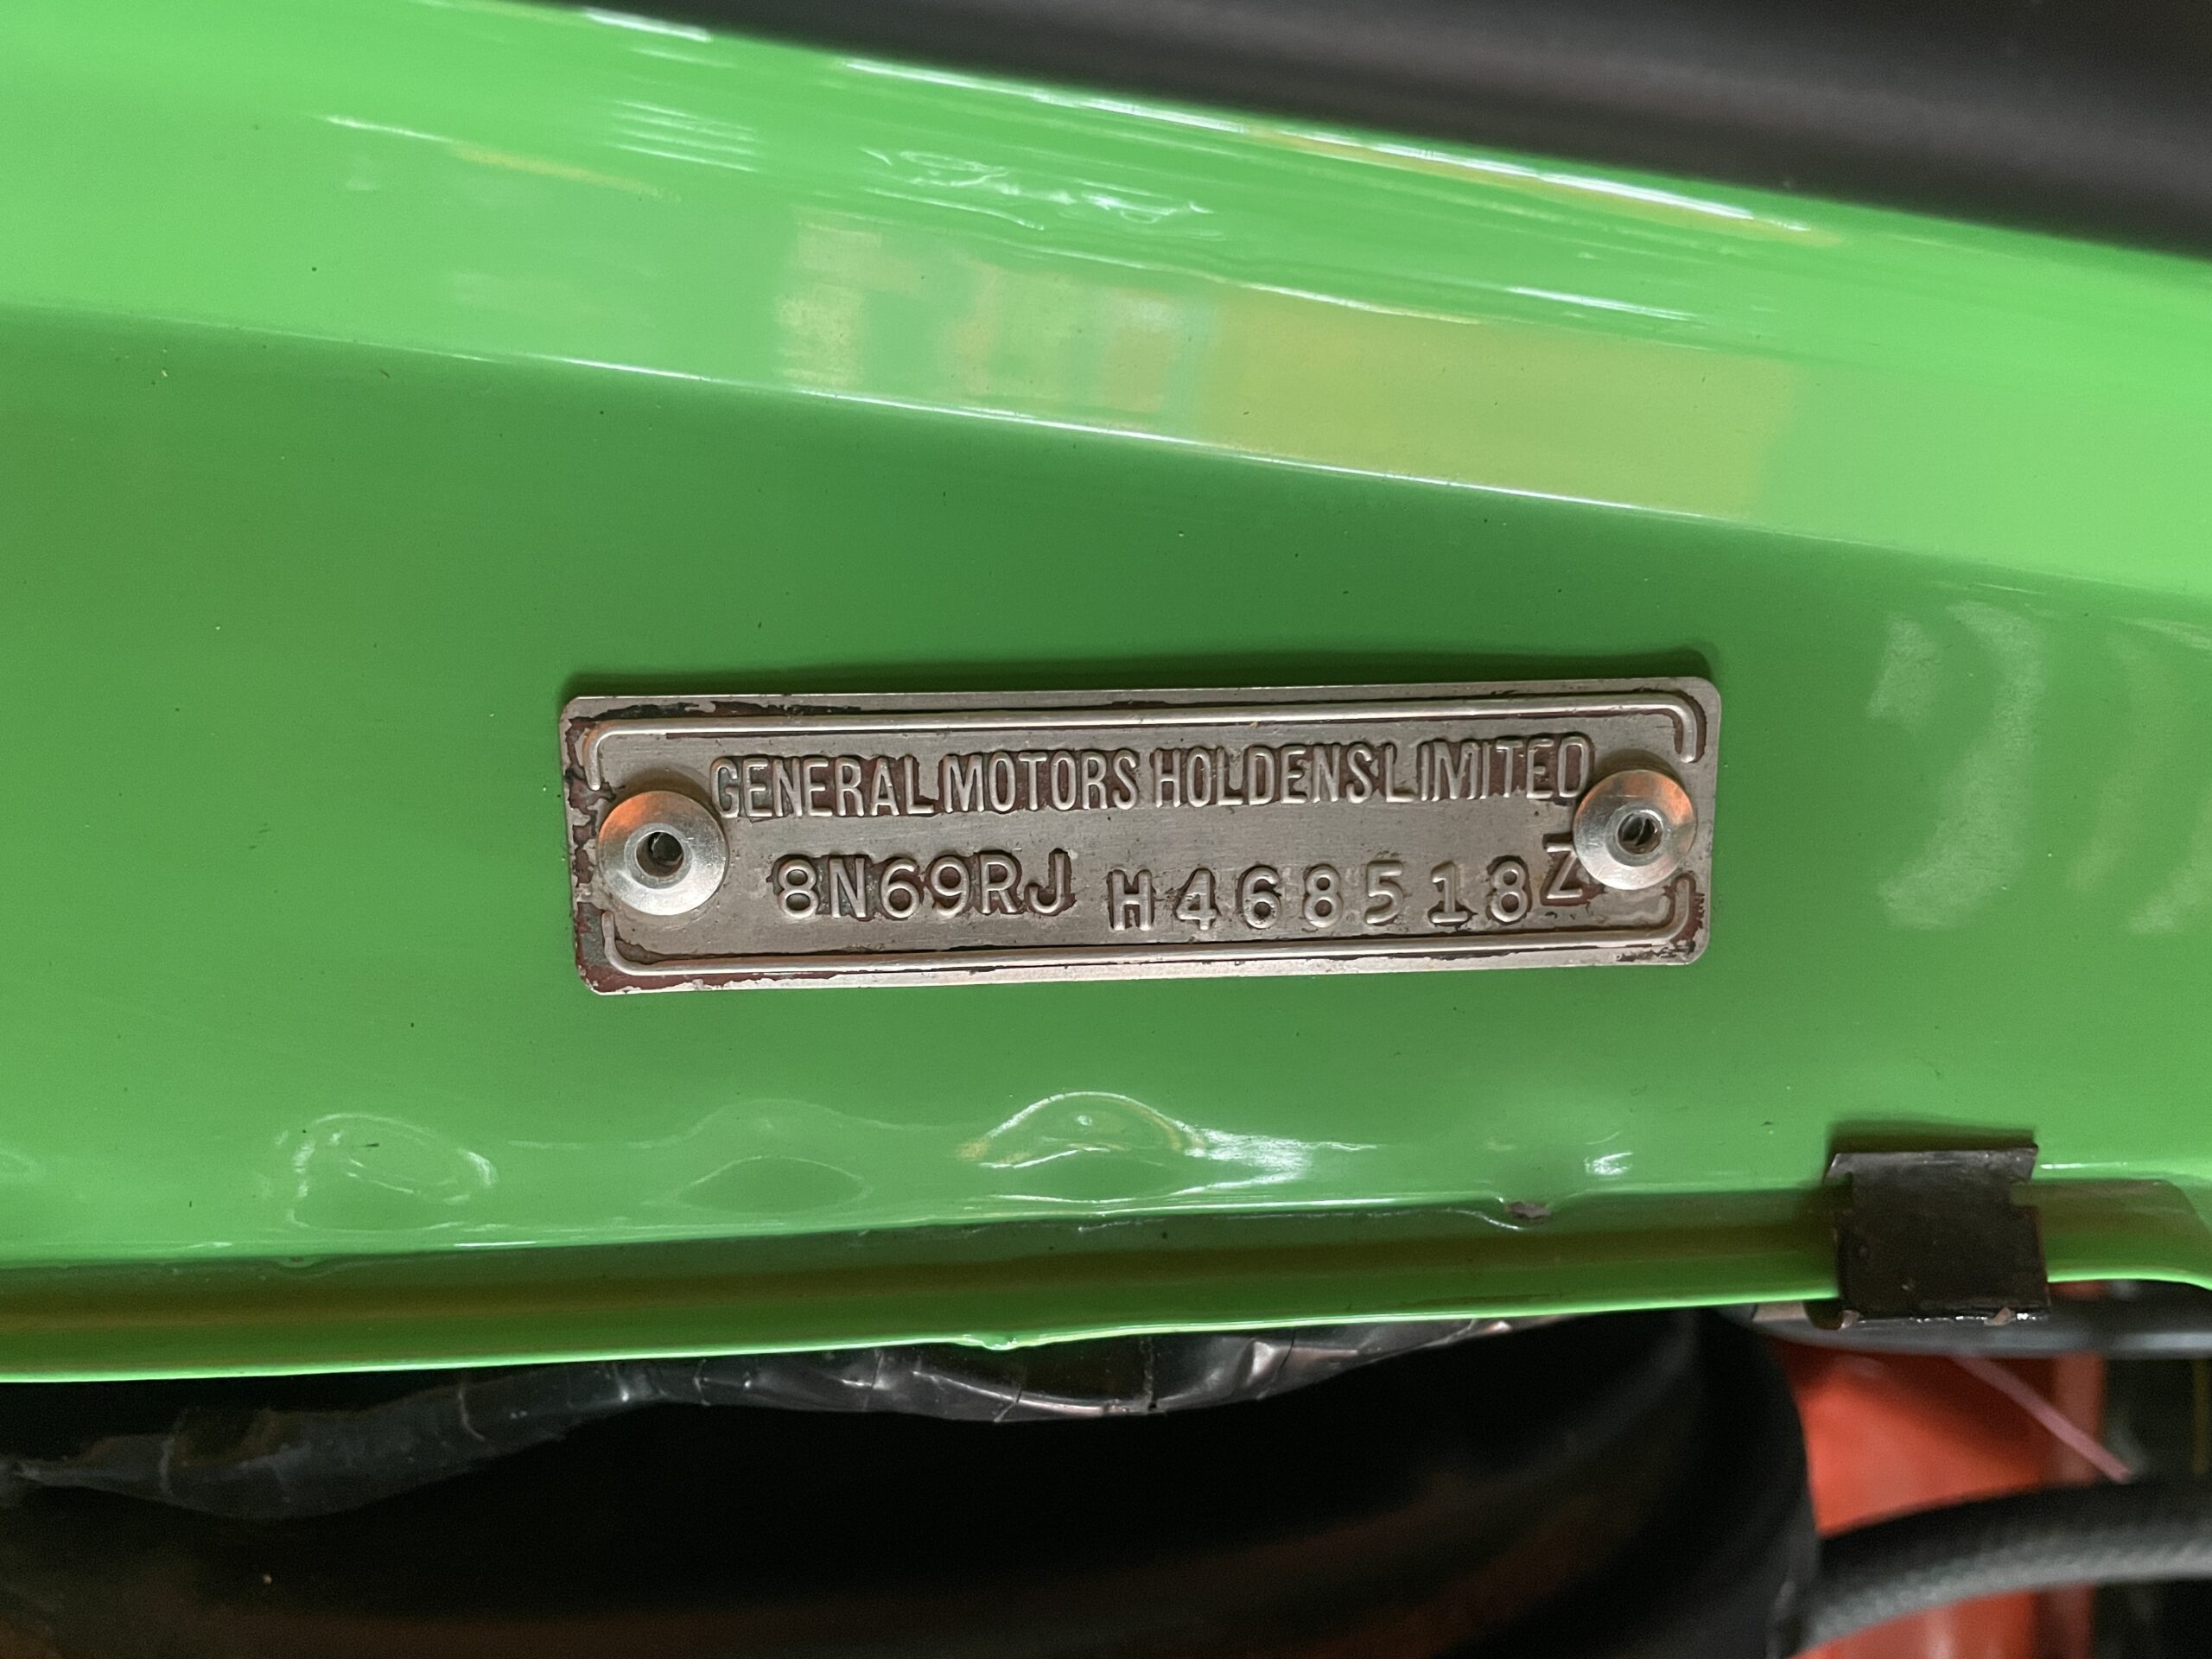 GENERAL MOTORS HOLDENS LIMITED
8N69RJ H468518Z